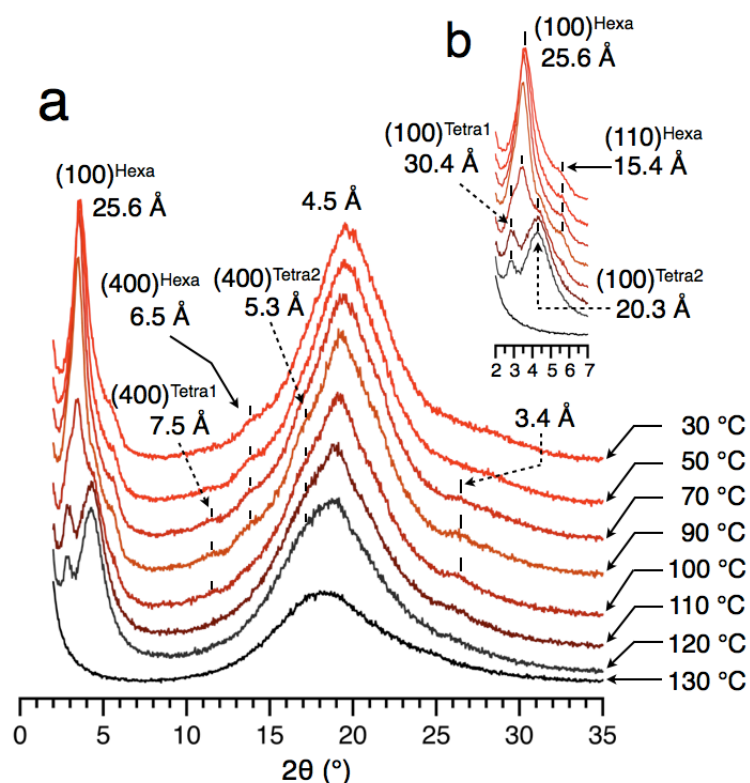 b
(100)Hexa
25.6 Å
a
(100)Tetra1
30.4 Å
(110)Hexa
15.4 Å
(100)Hexa
25.6 Å
4.5 Å
(400)Hexa
6.5 Å
(400)Tetra2
5.3 Å
(100)Tetra2
20.3 Å
2 3 4 5 6 7
(400)Tetra1
7.5 Å
3.4 Å
30 °C
50 °C
70 °C
90 °C
100 °C
110 °C
120 °C
130 °C
0 5 10 15 20 25 30 35
2θ (°)